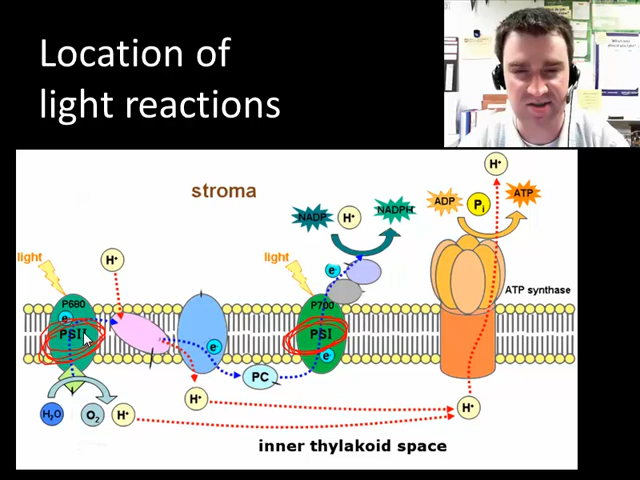 Location of
light reactions
stroma
H+
NADP
H+
NADPH
ADP
Pi
ATP
light
H+
light
ATP synthase
P680
e-
PSII
P700
e-
PSI
e-
e-
PC
H2O
O2
H+
H+
H+
inner thylakoid space